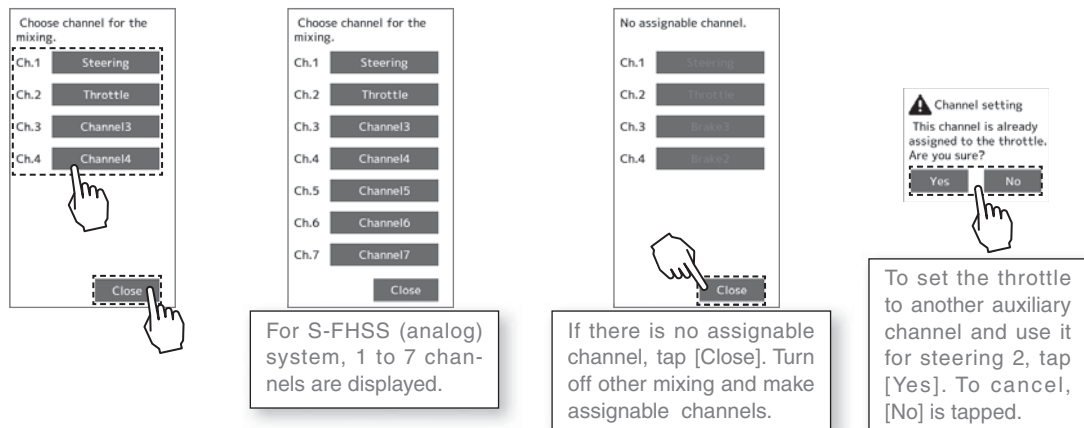 Choose channel for the
mixing.
Ch.1 Steering
Ch.2 Throttle
Ch.3 Channel3
Ch.4 Channel4
Close
Choose channel for the
mixing.
Ch.1 Steering
Ch.2 Throttle
Ch.3 Channel3
Ch.4 Channel4
Ch.5 Channel5
Ch.6 Channel6
Ch.7 Channel7
Close
For S-FHSS (analog)
system, 1 to 7 chan-
nels are displayed.
No assignable channel.
Ch.1 Steering
Ch.2 Throttle
Ch.3 Brake3
Ch.4 Brake2
Close
If there is no assignable
channel, tap [Close]. Turn
off other mixing and make
assignable channels.
Channel setting
This channel is already
assigned to the throttle.
Are you sure?
Yes No
To set the throttle
to another auxiliary
channel and use it
for steering 2, tap
[Yes]. To cancel,
[No] is tapped.